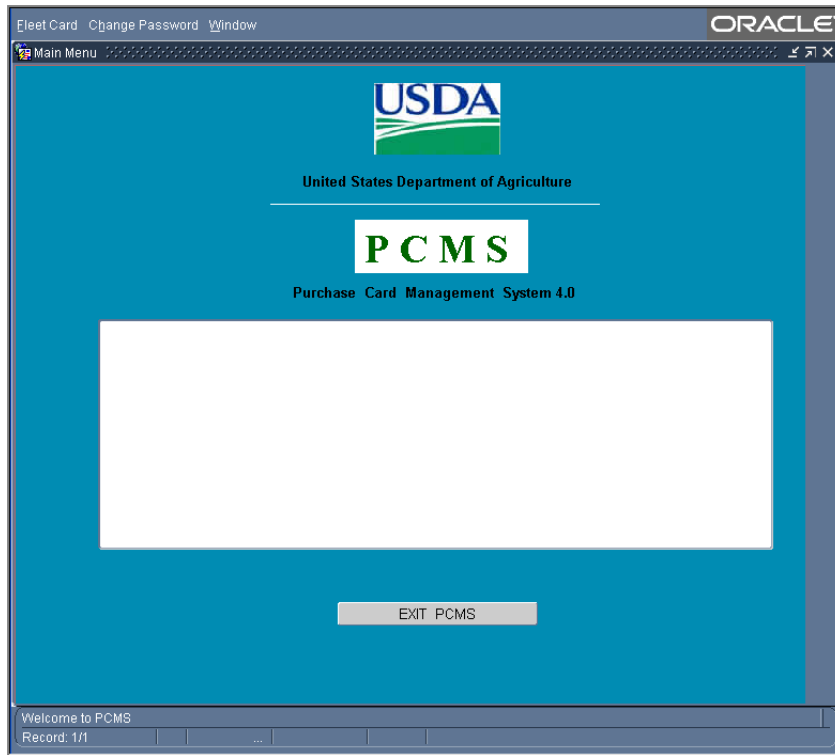 Fleet Card Change Password Window ORACLE
Main Menu
USDA
United States Department of Agriculture
PCMS
Purchase Card Management System 4.0
EXIT PCMS
Welcome to PCMS
Record: 1/1
...